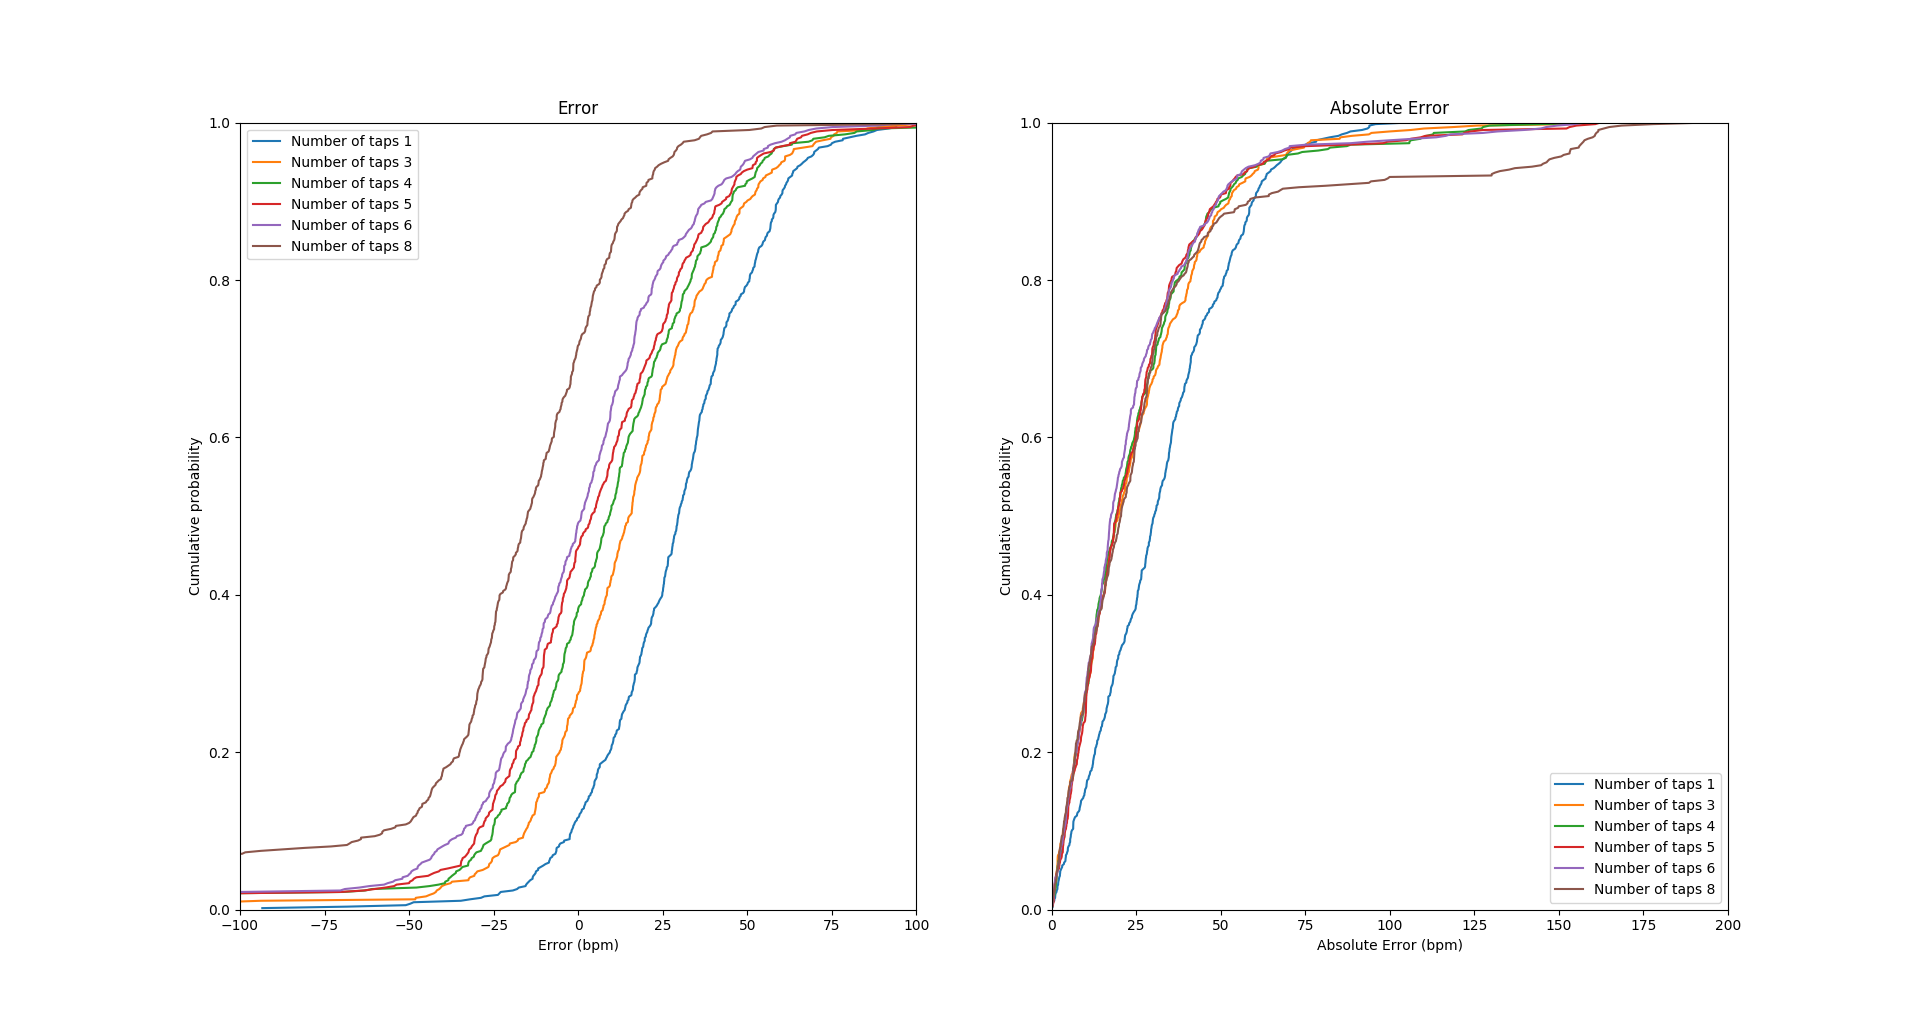 Error
Absolute Error
1.0
0.8
0.6
0.4
0.2
0.0
Cumulative probability
Number of taps 1
Number of taps 3
Number of taps 4
Number of taps 5
Number of taps 6
Number of taps 8
−100
−75
−50
−25
0
25
50
75
100
Error (bpm)
1.0
0.8
0.6
0.4
0.2
0.0
Cumulative probability
Number of taps 1
Number of taps 3
Number of taps 4
Number of taps 5
Number of taps 6
Number of taps 8
0
25
50
75
100
125
150
175
200
Absolute Error (bpm)